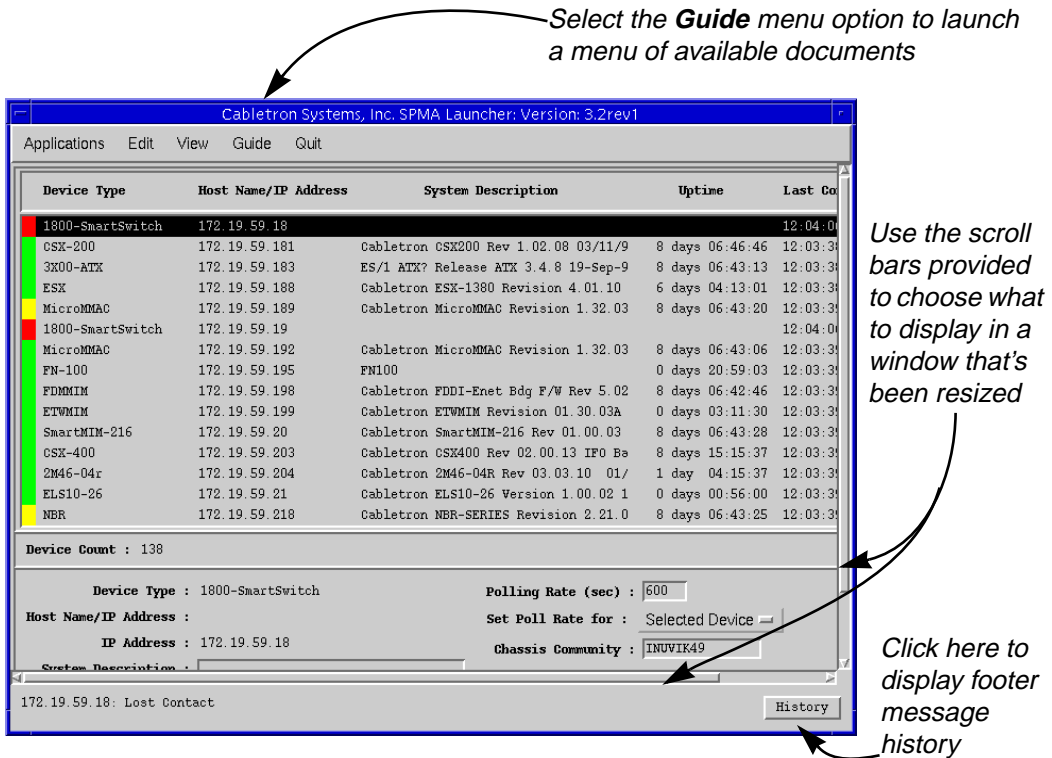 Select the Guide menu option to launch
a menu of available documents
Cabletron Systems, Inc. SPMA Launcher: Version: 3.2rev1
Applications Edit View Guide Quit
Device Type Host Name/IP Address System Description Uptime Last Co
1800-SmartSwitch 172.19.59.18 12:04:0
CSX-200 172.19.59.181 Cabletron CSX200 Rev 1.02.08 03/11/9 8 days 06:46:46 12:03:3
3X00-ATX 172.19.59.183 ES/1 ATX? Release ATX 3.4.8 19-Sep-9 8 days 06:43:13 12:03:3
ESX 172.19.59.188 Cabletron ESX-1380 Revision 4.01.10 6 days 04:13:01 12:03:3
MicroMMAC 172.19.59.189 Cabletron MicroMMAC Revision 1.32.03 8 days 06:43:20 12:03:3
1800-SmartSwitch 172.19.59.19 12:04:0
MicroMMAC 172.19.59.192 Cabletron MicroMMAC Revision 1.32.03 8 days 06:43:06 12:03:3
FN-100 172.19.59.195 FN100 0 days 20:59:03 12:03:3
FDMMIM 172.19.59.198 Cabletron FDDI-Enet Bdg F/W Rev 5.02 8 days 06:42:46 12:03:3
ETWMIM 172.19.59.199 Cabletron ETWMIM Revision 01.30.03A 0 days 03:11:30 12:03:3
SmartMIM-216 172.19.59.20 Cabletron SmartMIM-216 Rev 01.00.03 8 days 06:43:28 12:03:3
CSX-400 172.19.59.203 Cabletron CSX400 Rev 02.00.13 IF0 Ba 8 days 15:15:37 12:03:3
2M46-04r 172.19.59.204 Cabletron 2M46-04R Rev 03.03.10 01/ 1 day 04:15:37 12:03:3
ELS10-26 172.19.59.21 Cabletron ELS10-26 Version 1.00.02 1 0 days 00:56:00 12:03:3
NBR 172.19.59.218 Cabletron NBR-SERIES Revision 2.21.0 8 days 06:43:25 12:03:3
Device Count : 138
Device Type : 1800-SmartSwitch Polling Rate (sec) : 600
Host Name/IP Address : Set Poll Rate for : Selected Device
IP Address : 172.19.59.18 Chassis Community : INUVIK49
System Description :
172.19.59.18: Lost Contact History
Use the scroll
bars provided
to choose what
to display in a
window that's
been resized
Click here to
display footer
message
history